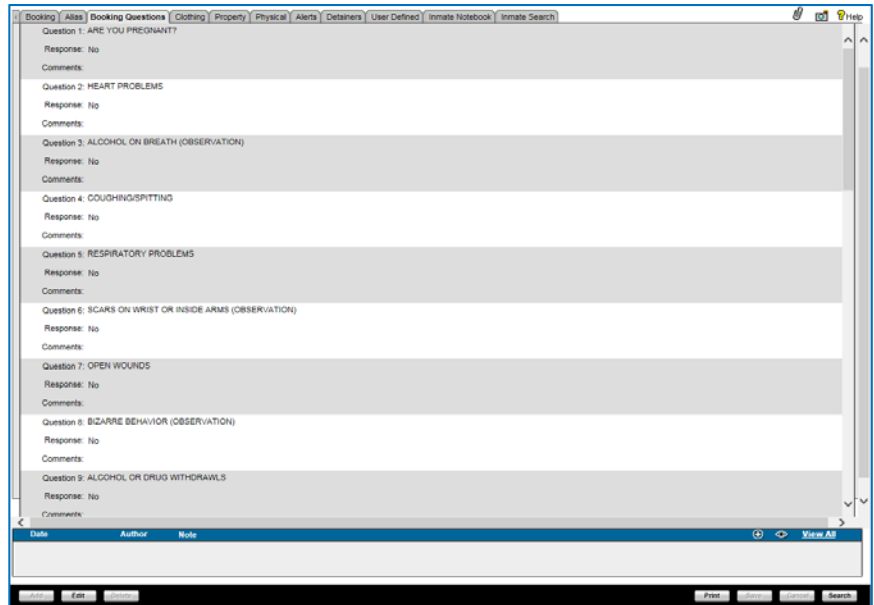 Booking Alias Booking Questions Clothing Property Physical Alerts Detainers User Defined Inmate Notebook Inmate Search Help
Question 1: ARE YOU PREGNANT?
Response: No
Comments:
Question 2: HEART PROBLEMS
Response: No
Comments:
Question 3: ALCOHOL ON BREATH (OBSERVATION)
Response: No
Comments:
Question 4: COUGHING/SPITTING
Response: No
Comments:
Question 5: RESPIRATORY PROBLEMS
Response: No
Comments:
Question 6: SCARS ON WRIST OR INSIDE ARMS (OBSERVATION)
Response: No
Comments:
Question 7: OPEN WOUNDS
Response: No
Comments:
Question 8: BIZARRE BEHAVIOR (OBSERVATION)
Response: No
Comments:
Question 9: ALCOHOL OR DRUG WITHDRAWLS
Response: No
Comments:
Date Author Note View All
Add Edit Delete Print Save Cancel Search